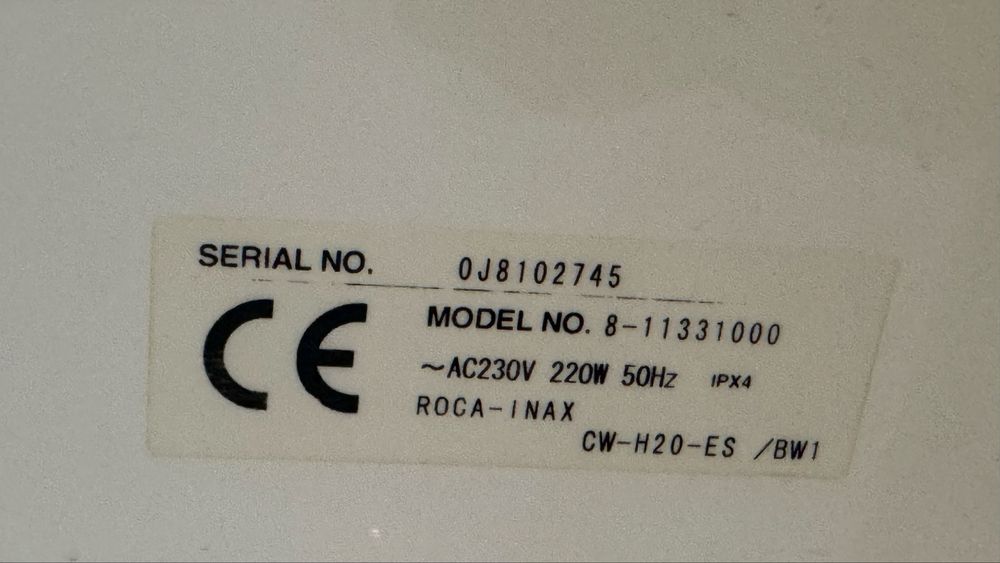 SERIAL NO. 0J8102745
CE MODEL NO. 8-11331000
~AC230V 220W 50Hz IPX4
ROCA-INAX
CW-H20-ES /BW1